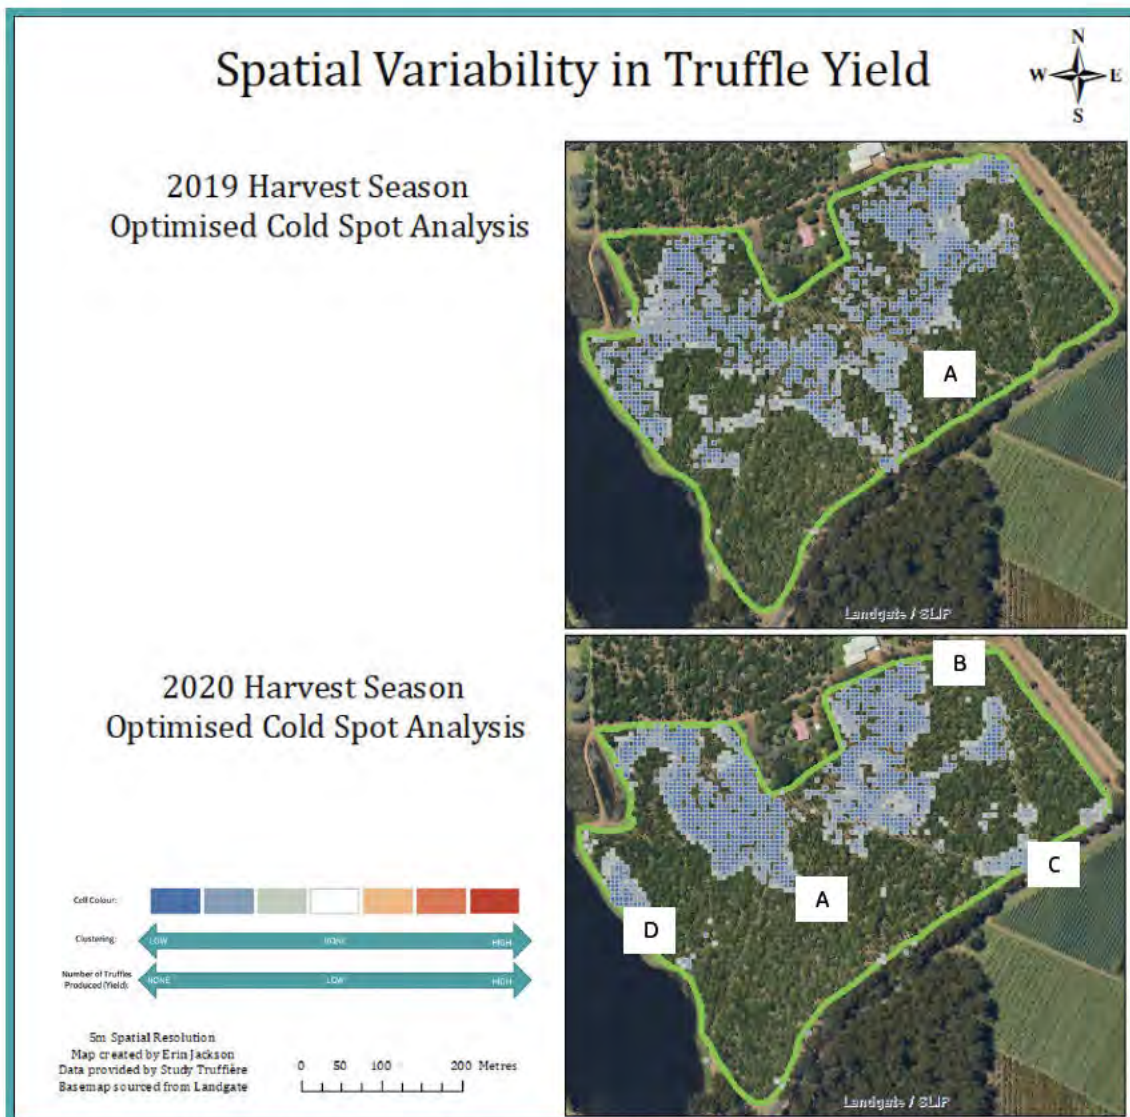 Spatial Variability in Truffle Yield
N
W
E
S
2019 Harvest Season
Optimised Cold Spot Analysis
A
Landgate / SLIP
2020 Harvest Season
Optimised Cold Spot Analysis
B
C
A
D
Landgate / SLIP
Cell Colour:
Clustering:
LOW
NONE
HIGH
Number of Truffles
Produced (Yield):
NONE
LOW
HIGH
5m Spatial Resolution
Map created by Erin Jackson
Data provided by Study Truffière
Basemap sourced from Landgate
0 50 100 200 Metres